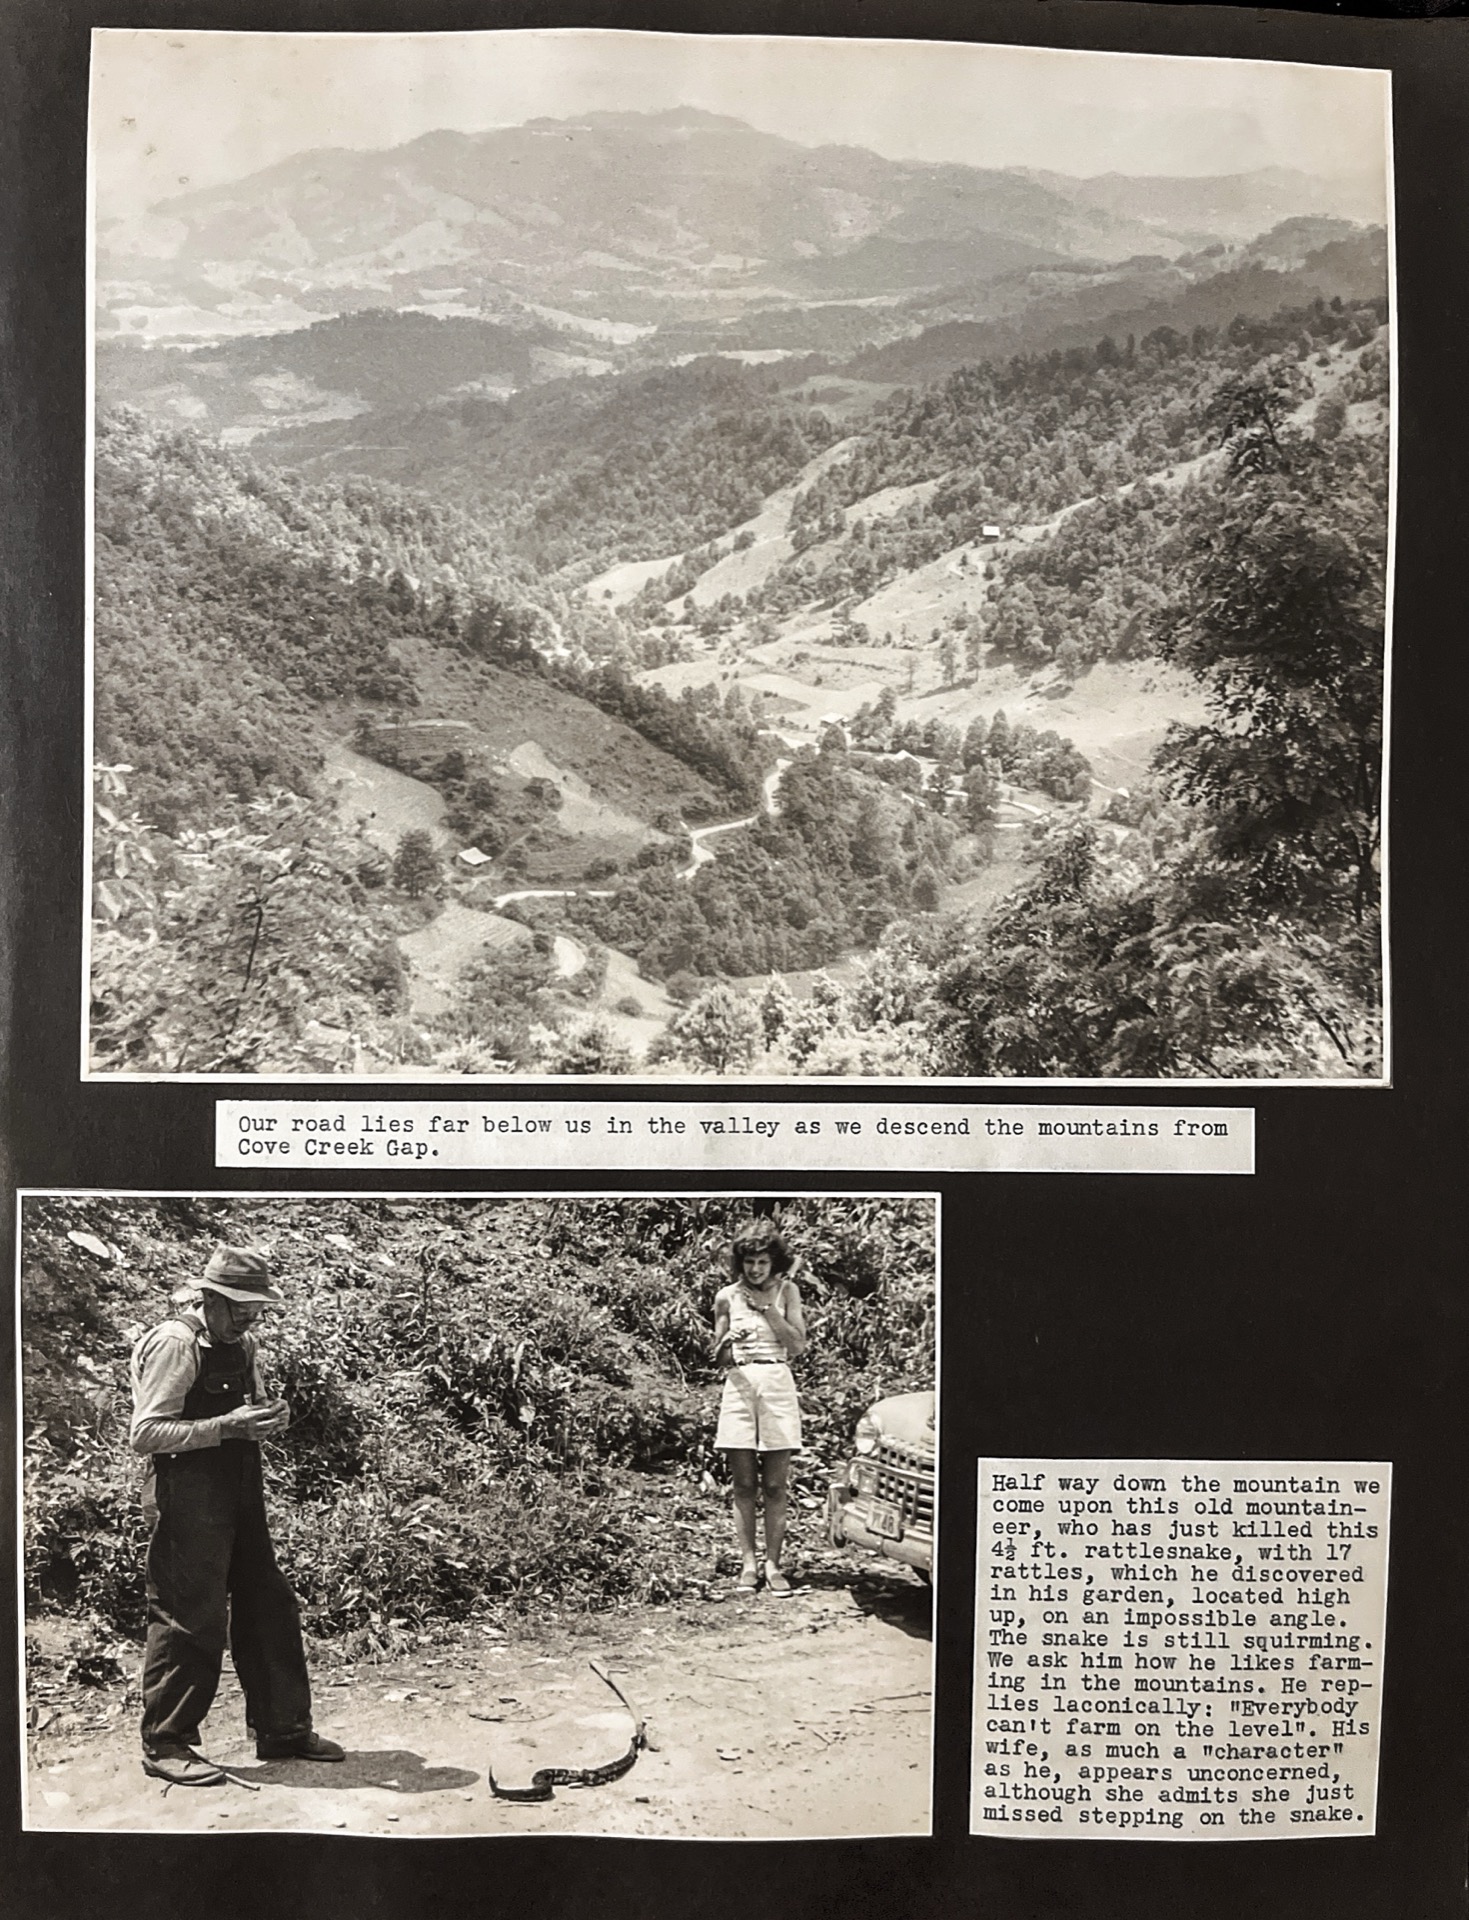 Our road lies far below us in the valley as we descend the mountains from
Cove Creek Gap.
Half way down the mountain we
come upon this old mountain-
eer, who has just killed this
4½ ft. rattlesnake, with 17
rattles, which he discovered
in his garden, located high
up, on an impossible angle.
The snake is still squirming.
We ask him how he likes farm-
ing in the mountains. He rep-
lies laconically: "Everybody
can't farm on the level". His
wife, as much a "character"
as he, appears unconcerned,
although she admits she just
missed stepping on the snake.